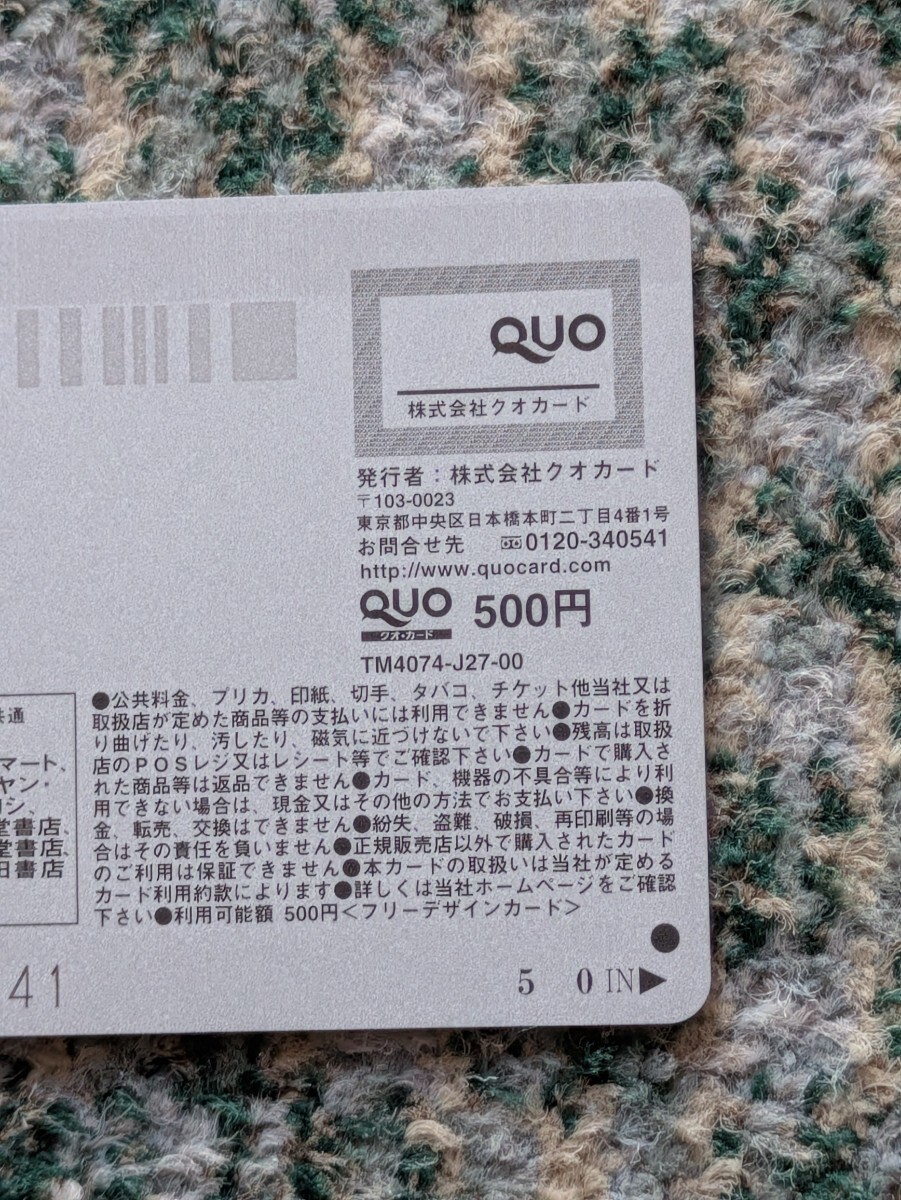 QUO
株式会社クオカード
発行者：株式会社クオカード
〒103-0023
東京都中央区日本橋本町二丁目4番1号
お問合せ先 0120-340541
http://www.quocard.com
QUO 500円
クオ・カード
TM4074-J27-00
●公共料金、プリカ、印紙、切手、タバコ、チケット他当社又は
取扱店が定めた商品等の支払いには利用できません●カードを折
り曲げたり、汚したり、磁気に近づけないで下さい●残高は取扱
店のPOSレジ又はレシート等でご確認下さい●カードで購入さ
れた商品等は返品できません●カード、機器の不具合等により利
用できない場合は、現金又はその他の方法でお支払い下さい●換
金、転売、交換はできません●紛失、盗難、破損、再印刷等の場
合はその責任を負いません●正規販売店以外で購入されたカード
のご利用は保証できません●本カードの取扱いは当社が定める
カード利用約款によります●詳しくは当社ホームページをご確認
下さい●利用可能額 500円<フリーデザインカード>
共通
マート、
ヤン・
シ、
堂書店、
堂書店、
田書店
41
5 0 IN▶